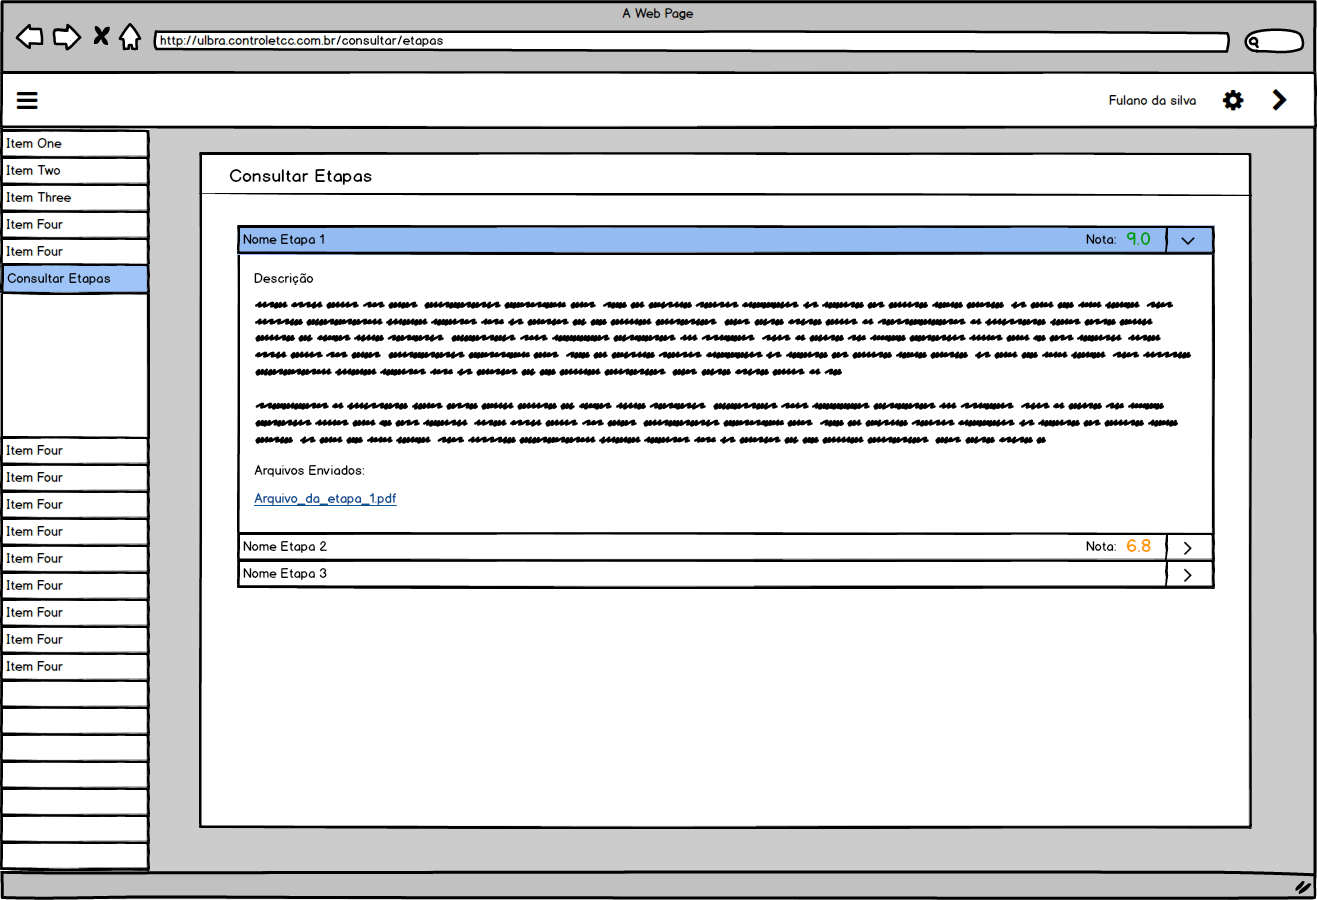 A Web Page
http://ulbra.controletcc.com.br/consultar/etapas
Fulano da silva
Item One
Item Two
Item Three
Item Four
Item Four
Consultar Etapas
Item Four
Item Four
Item Four
Item Four
Item Four
Item Four
Item Four
Item Four
Item Four
Consultar Etapas
Nome Etapa 1 Nota: 9.0
Descrição
Arquivos Enviados:
Arquivo_da_etapa_1.pdf
Nome Etapa 2 Nota: 6.8
Nome Etapa 3